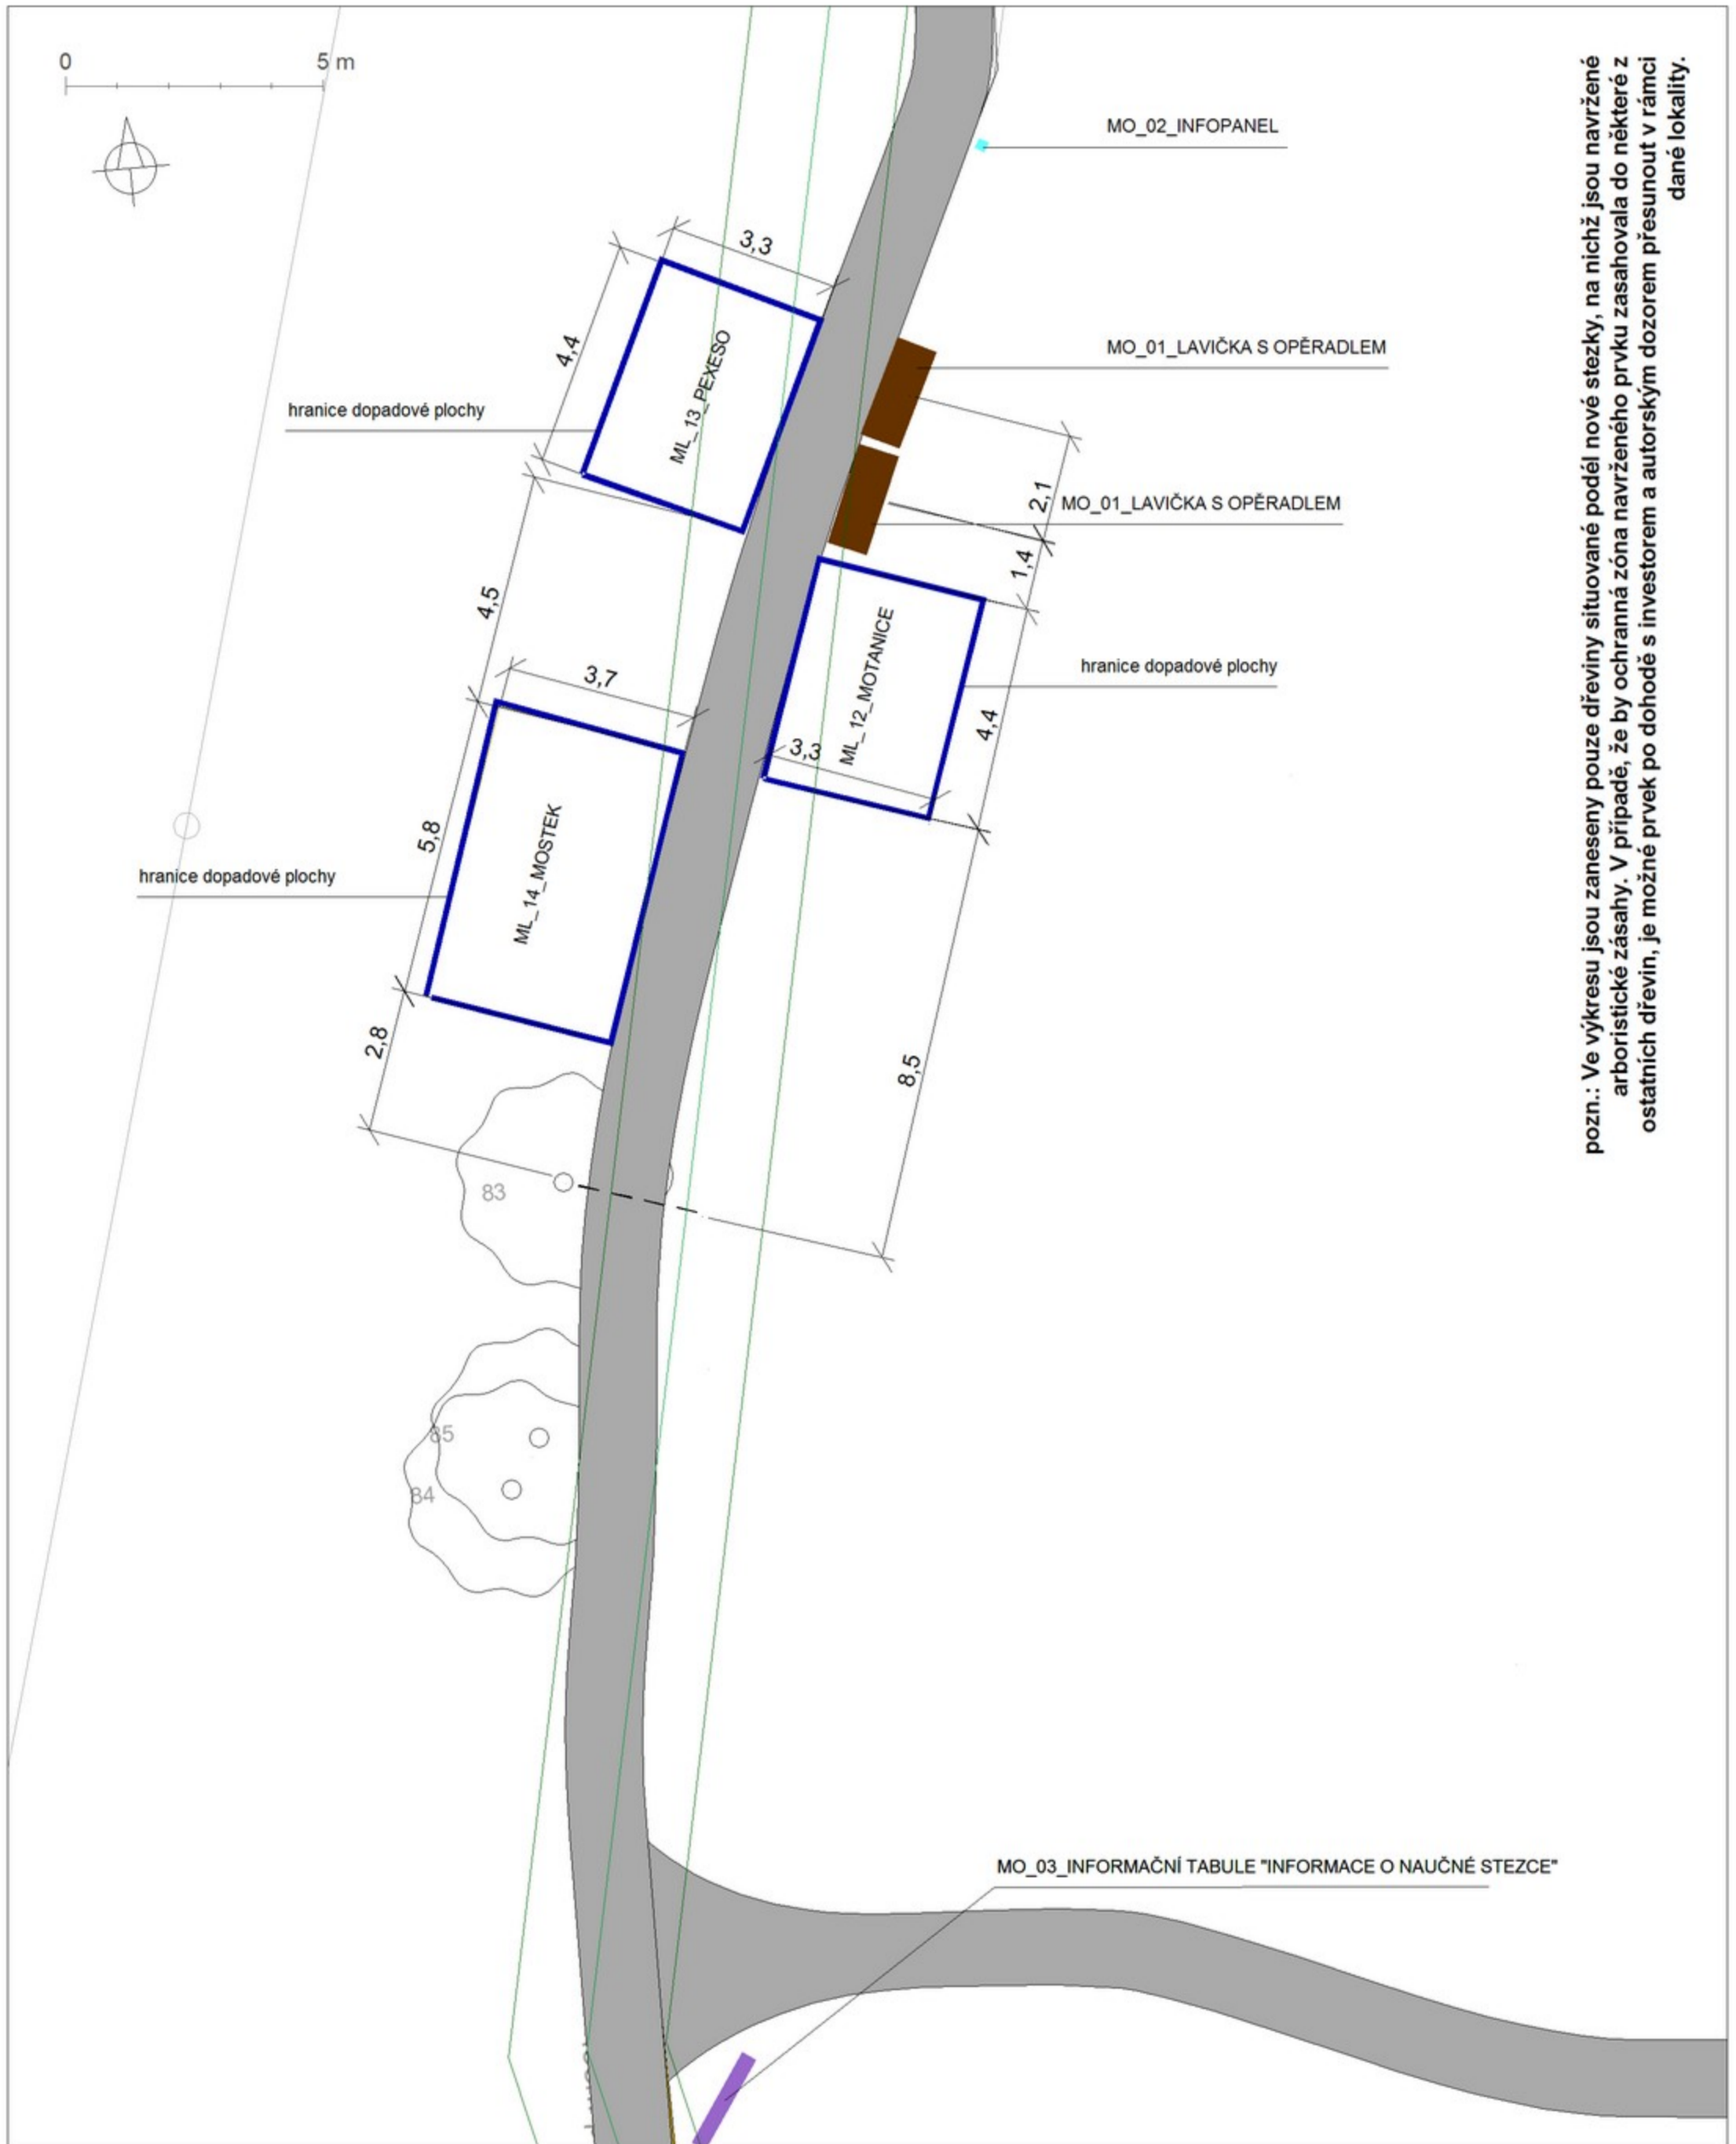 0 5 m
MO_02_INFOPANEL
3,3
4,4
ML_13_PEXESO
MO_01_LAVIČKA S OPĚRADLEM
hranice dopadové plochy
2,1
MO_01_LAVIČKA S OPĚRADLEM
1,4
4,5
3,7
ML_12_MOTANICE
hranice dopadové plochy
4,4
3,3
5,8
ML_14_MOSTEK
hranice dopadové plochy
2,8
8,5
83
85
84
MO_03_INFORMAČNÍ TABULE "INFORMACE O NAUČNÉ STEZCE"
pozn.: Ve výkresu jsou zaneseny pouze dřeviny situované podél nové stezky, na nichž jsou navržené
arboristické zásahy. V případě, že by ochranná zóna navrženého prvku zasahovala do některé z
ostatních dřevin, je možné prvek po dohodě s investorem a autorským dozorem přesunout v rámci
dané lokality.